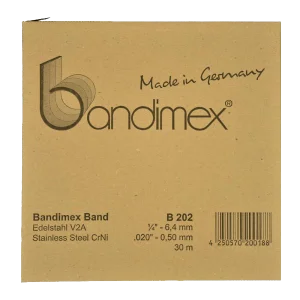 Made in Germany
bandimex®
Bandimex Band B 202
Edelstahl V2A ¼" - 6,4 mm
Stainless Steel CrNi .020" - 0,50 mm
30 m
4 250570 200188